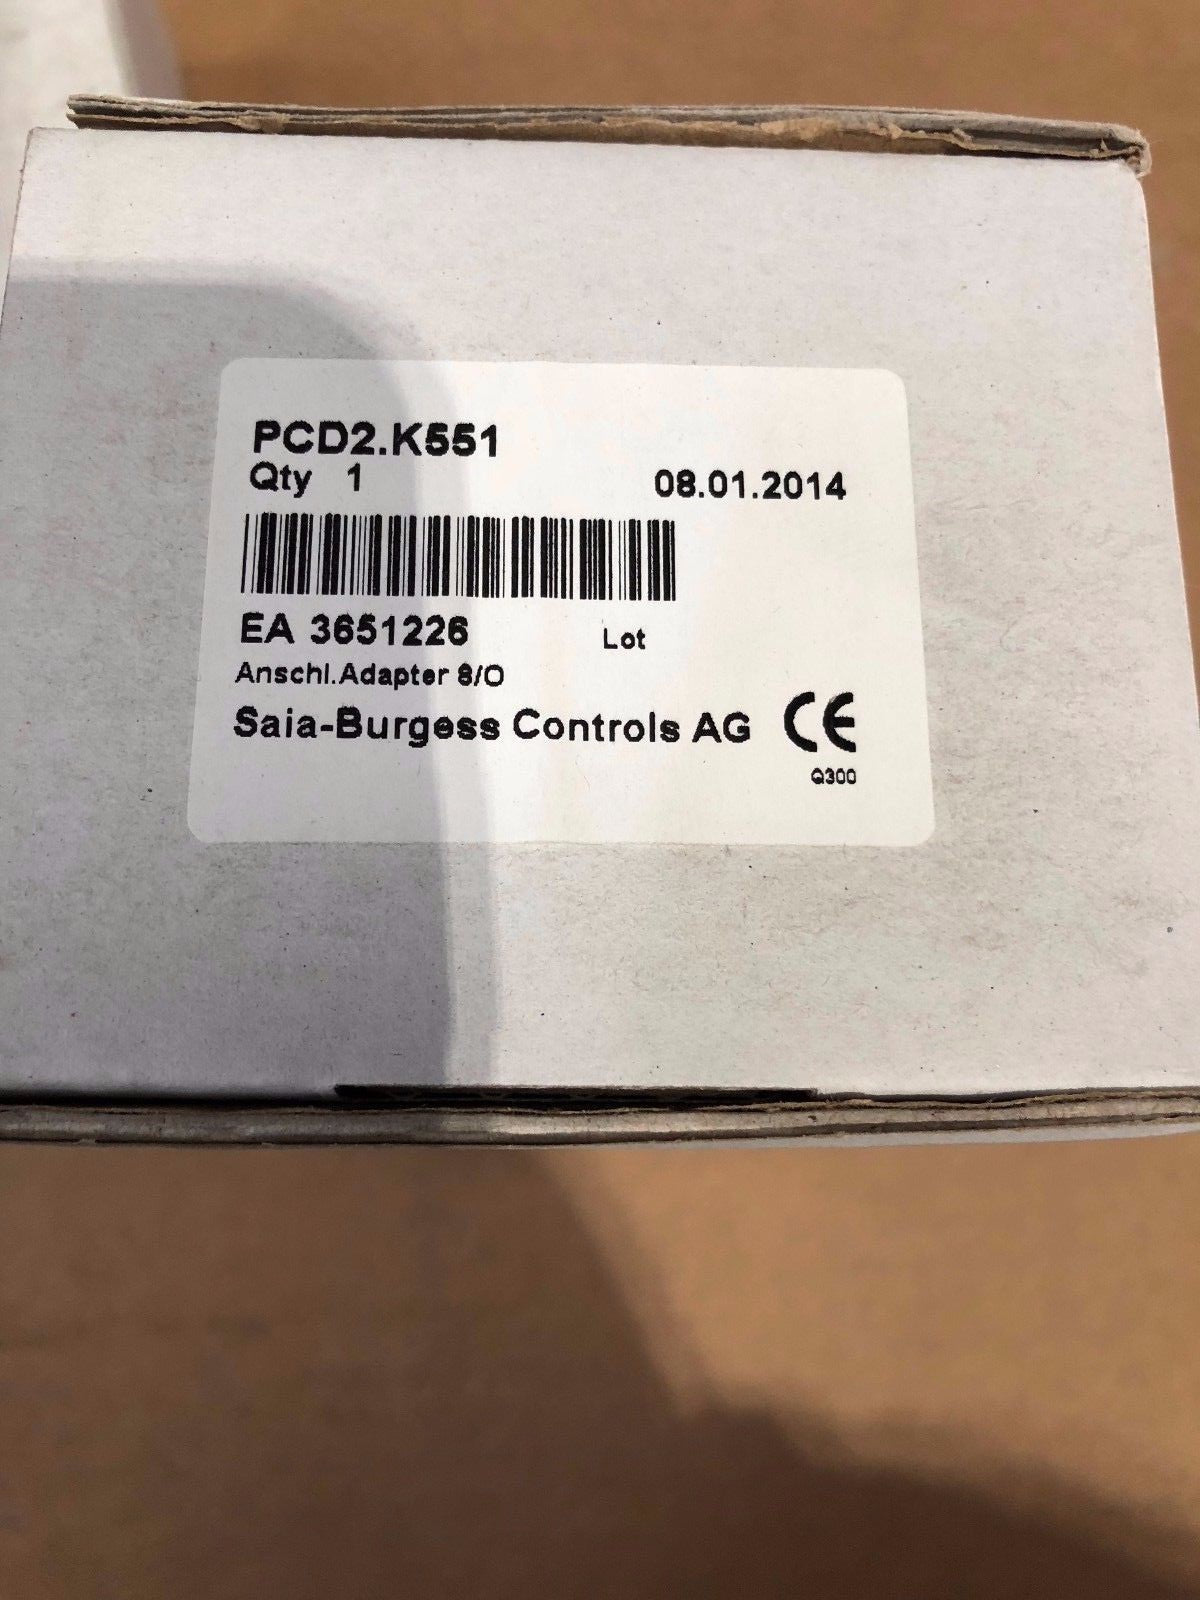 PCD2.K551
Qty 1 08.01.2014
EA 3651226 Lot
Anschl.Adapter 8/O
Saia-Burgess Controls AG CE
Q300